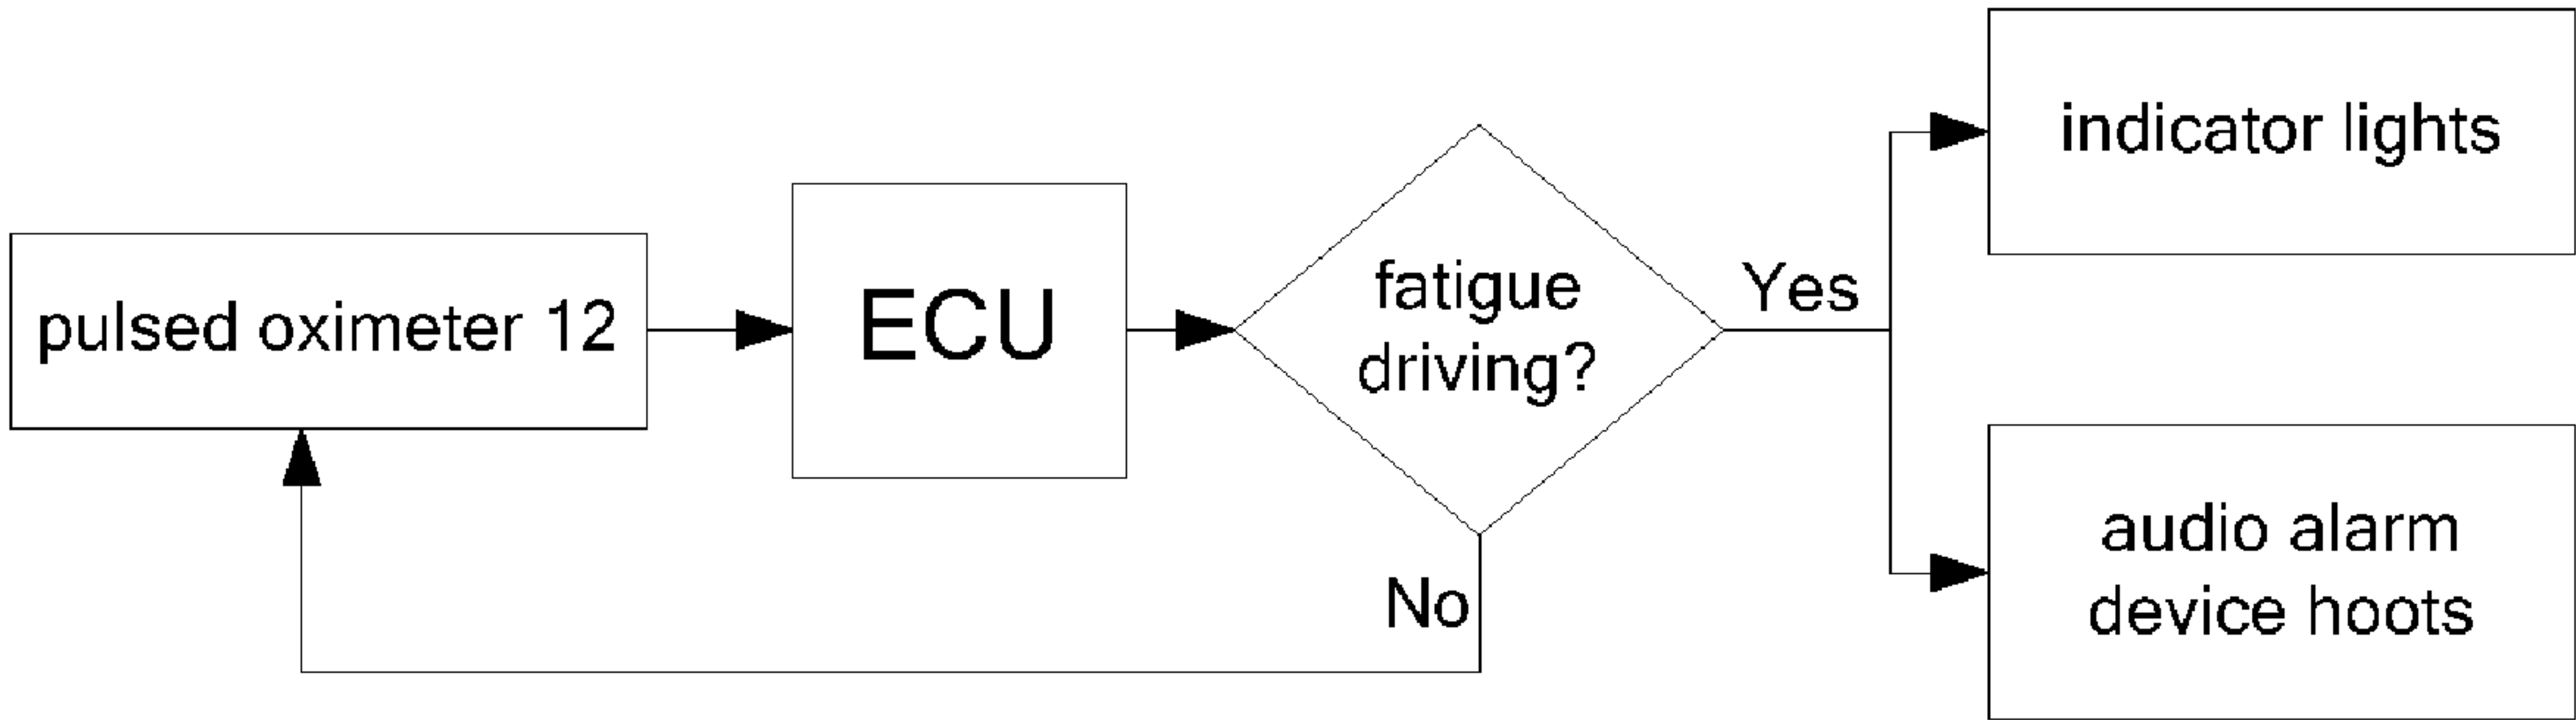 pulsed oximeter 12
ECU
fatigue
driving?
Yes
No
indicator lights
audio alarm
device hoots